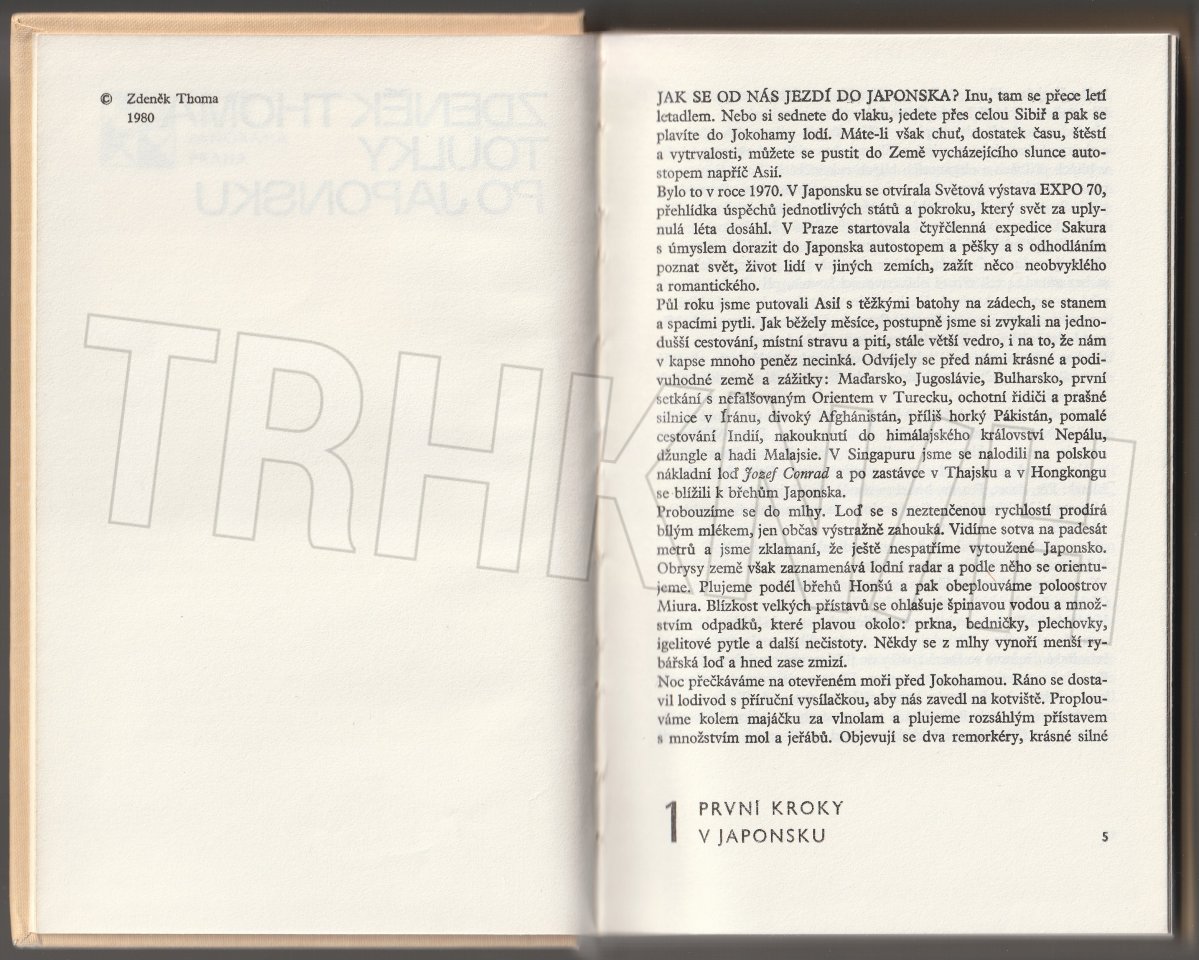 © Zdeněk Thoma
1980
ZDENĚK THOMA
TOULKY
PO JAPONSKU
JAK SE OD NÁS JEZDÍ DO JAPONSKA? Inu, tam se přece letí
letadlem. Nebo si sednete do vlaku, jedete přes celou Sibiř a pak se
plavíte do Jokohamy lodí. Máte-li však chuť, dostatek času, štěstí
a vytrvalosti, můžete se pustit do Země vycházejícího slunce auto-
stopem napříč Asií.
Bylo to v roce 1970. V Japonsku se otvírala Světová výstava EXPO 70,
přehlídka úspěchů jednotlivých států a pokroku, který svět za uply-
nulá léta dosáhl. V Praze startovala čtyřčlenná expedice Sakura
s úmyslem dorazit do Japonska autostopem a pěšky a s odhodláním
poznat svět, život lidí v jiných zemích, zažít něco neobvyklého
a romantického.
Půl roku jsme putovali Asií s těžkými batohy na zádech, se stanem
a spacími pytli. Jak běžely měsíce, postupně jsme si zvykali na jedno-
dušší cestování, místní stravu a pití, stále větší vedro, i na to, že nám
v kapse mnoho peněz necinká. Odvíjely se před námi krásné a podi-
vuhodné země a zážitky: Maďarsko, Jugoslávie, Bulharsko, první
setkání s nefalšovaným Orientem v Turecku, ochotní řidiči a prašné
silnice v Íránu, divoký Afghánistán, příliš horký Pákistán, pomalé
cestování Indií, nakouknutí do himálajského království Nepálu,
džungle a hadi Malajsie. V Singapuru jsme se nalodili na polskou
nákladní loď Jozef Conrad a po zastávce v Thajsku a v Hongkongu
se blížili k břehům Japonska.
Probouzíme se do mlhy. Loď se s neztenčenou rychlostí prodírá
bílým mlékem, jen občas výstražně zahouká. Vidíme sotva na padesát
metrů a jsme zklamaní, že ještě nespatříme vytoužené Japonsko.
Obrysy země však zaznamenává lodní radar a podle něho se orientu-
jeme. Plujeme podél břehů Honšú a pak obeplouváme poloostrov
Miura. Blízkost velkých přístavů se ohlašuje špinavou vodou a množ-
stvím odpadků, které plavou okolo: prkna, bedničky, plechovky,
igelitové pytle a další nečistoty. Někdy se z mlhy vynoří menší ry-
bářská loď a hned zase zmizí.
Noc přečkáváme na otevřeném moři před Jokohamou. Ráno se dosta-
vil lodivod s příruční vysílačkou, aby nás zavedl na kotviště. Proplou-
váme kolem majáčku za vlnolam a plujeme rozsáhlým přístavem
s množstvím mol a jeřábů. Objevují se dva remorkéry, krásné silné
1 PRVNÍ KROKY
V JAPONSKU
5
TRHKNIH